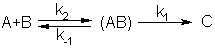 A+B k2 k-1 (AB) k1 C